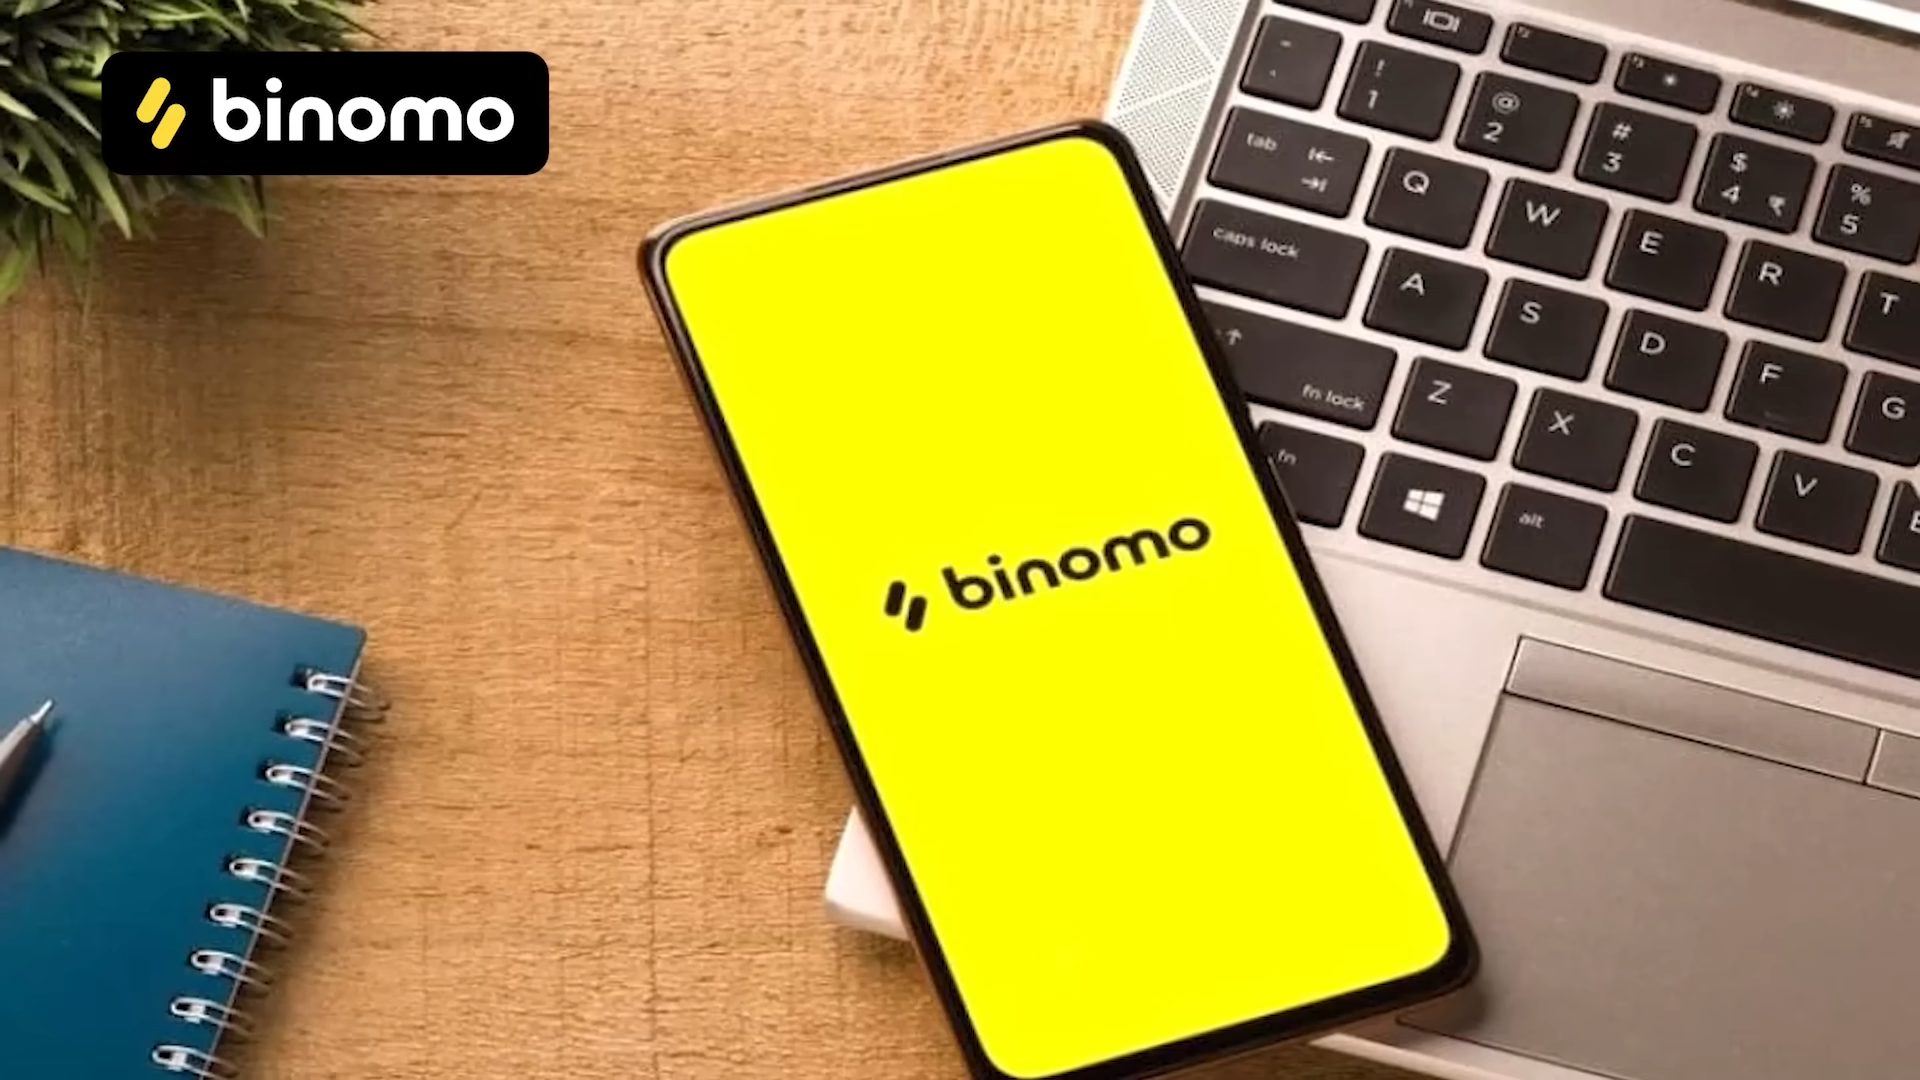 binomo
binomo
tab
caps lock
fn lock
fn
alt
! 1
@ 2
# 3
$ 4 ₹
% 5
Q W E R T
A S D F G
Z X C V